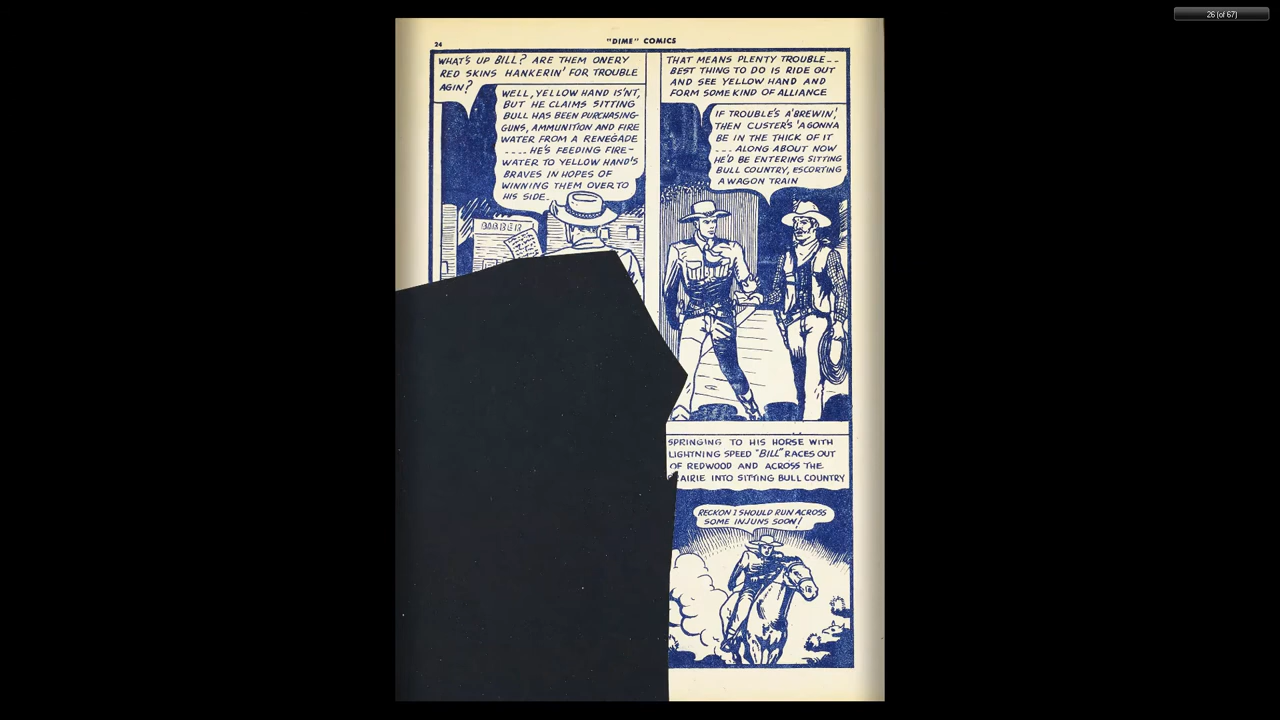 26 (of 67)
24
"DIME" COMICS
WHAT'S UP BILL? ARE THEM ONERY
RED SKINS HANKERIN' FOR TROUBLE
AGIN?
WELL, YELLOW HAND IS'NT,
BUT HE CLAIMS SITTING
BULL HAS BEEN PURCHASING
GUNS, AMMUNITION AND FIRE
WATER FROM A RENEGADE
.... HE'S FEEDING FIRE-
WATER TO YELLOW HAND'S
BRAVES IN HOPES OF
WINNING THEM OVER TO
HIS SIDE.
BARBER
THAT MEANS PLENTY TROUBLE...
BEST THING TO DO IS RIDE OUT
AND SEE YELLOW HAND AND
FORM SOME KIND OF ALLIANCE
IF TROUBLE'S A'BREWIN',
THEN CUSTER'S 'AGONNA
BE IN THE THICK OF IT
... ALONG ABOUT NOW
HE'D BE ENTERING SITTING
BULL COUNTRY, ESCORTING
A WAGON TRAIN
SPRINGING TO HIS HORSE WITH
LIGHTNING SPEED "BILL" RACES OUT
OF REDWOOD AND ACROSS THE
RAIRIE INTO SITTING BULL COUNTRY
RECKON I SHOULD RUN ACROSS
SOME INJUNS SOON!